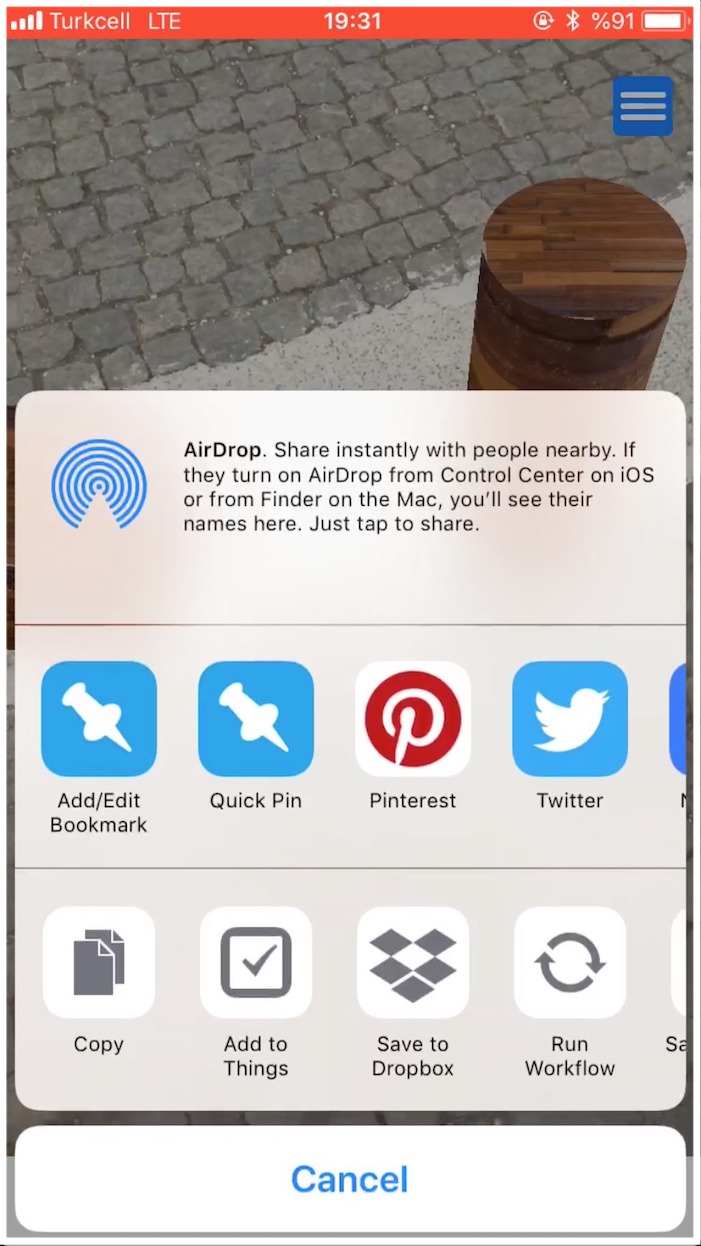 Turkcell LTE 19:31 %91
AirDrop. Share instantly with people nearby. If
they turn on AirDrop from Control Center on iOS
or from Finder on the Mac, you’ll see their
names here. Just tap to share.
Add/Edit
Bookmark
Quick Pin
Pinterest
Twitter
Copy
Add to
Things
Save to
Dropbox
Run
Workflow
Sa
Cancel